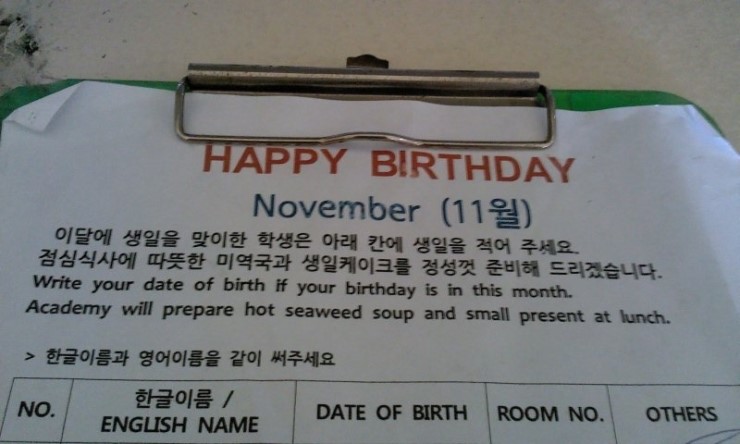 HAPPY BIRTHDAY
November (11월)
이달에 생일을 맞이한 학생은 아래 칸에 생일을 적어 주세요.
점심식사에 따뜻한 미역국과 생일케이크를 정성껏 준비해 드리겠습니다.
Write your date of birth if your birthday is in this month.
Academy will prepare hot seaweed soup and small present at lunch.
> 한글이름과 영어이름을 같이 써주세요
NO.
한글이름 /
ENGLISH NAME
DATE OF BIRTH
ROOM NO.
OTHERS